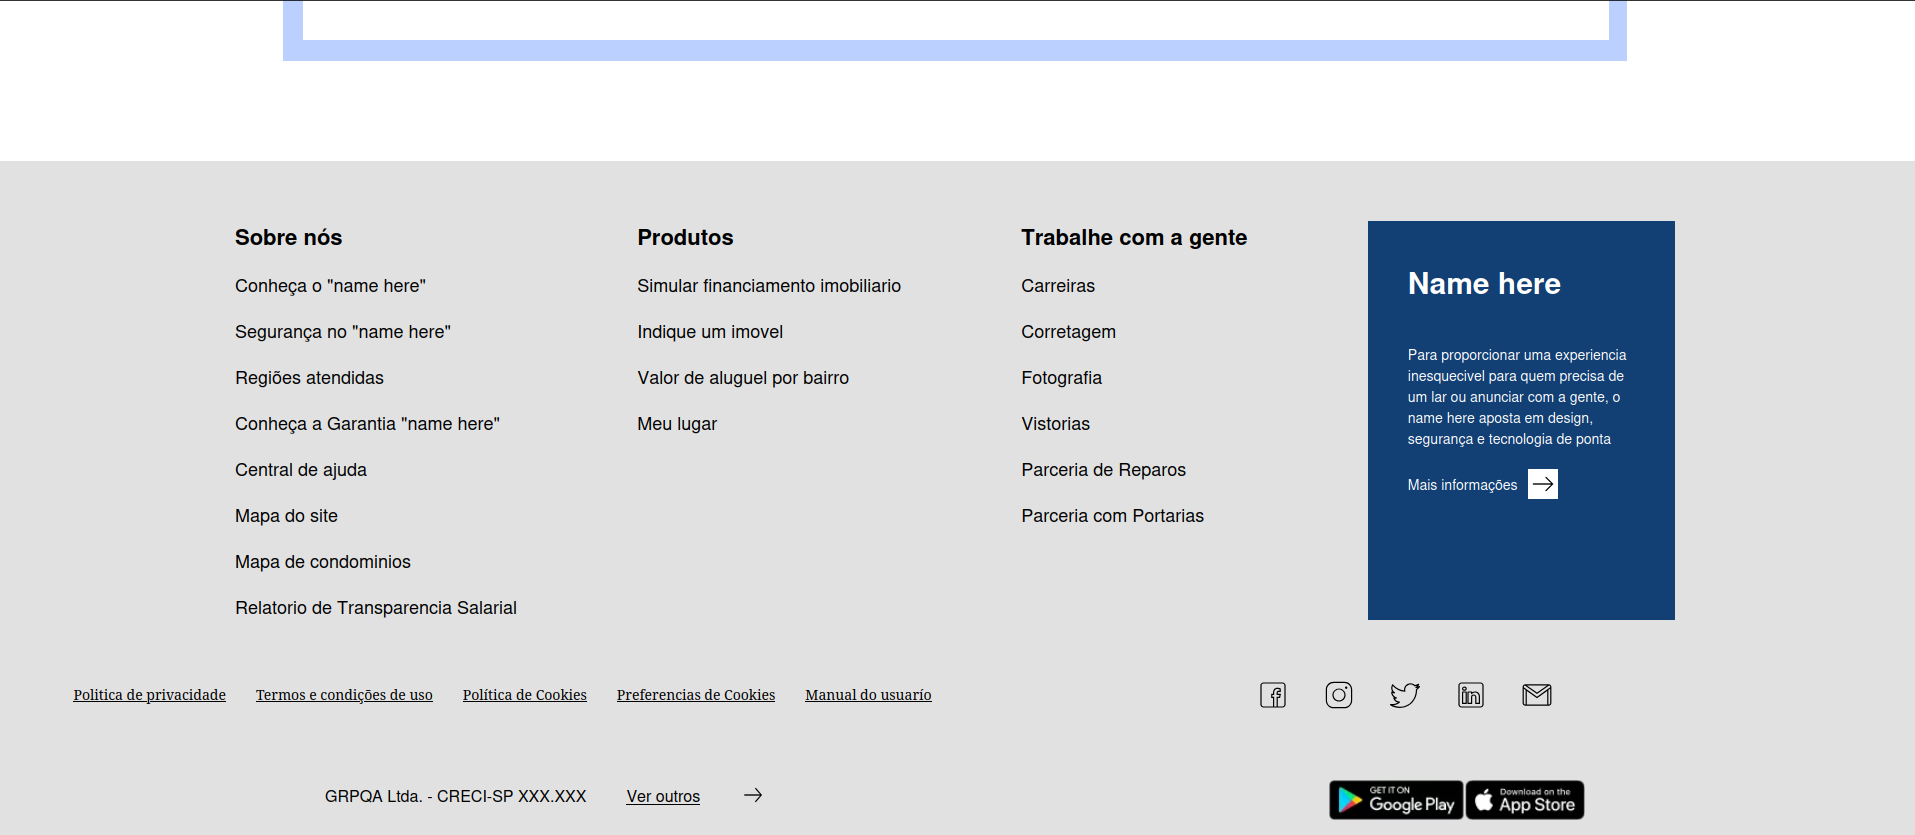 Sobre nós
Conheça o "name here"
Segurança no "name here"
Regiões atendidas
Conheça a Garantia "name here"
Central de ajuda
Mapa do site
Mapa de condominios
Relatorio de Transparencia Salarial
Produtos
Simular financiamento imobiliario
Indique um imovel
Valor de aluguel por bairro
Meu lugar
Trabalhe com a gente
Carreiras
Corretagem
Fotografia
Vistorias
Parceria de Reparos
Parceria com Portarias
Name here
Para proporcionar uma experiencia
inesquecivel para quem precisa de
um lar ou anunciar com a gente, o
name here aposta em design,
segurança e tecnologia de ponta
Mais informações
Politica de privacidade Termos e condições de uso Política de Cookies Preferencias de Cookies Manual do usuarío
GRPQA Ltda. - CRECI-SP XXX.XXX Ver outros
GET IT ON
Google Play
Download on the
App Store